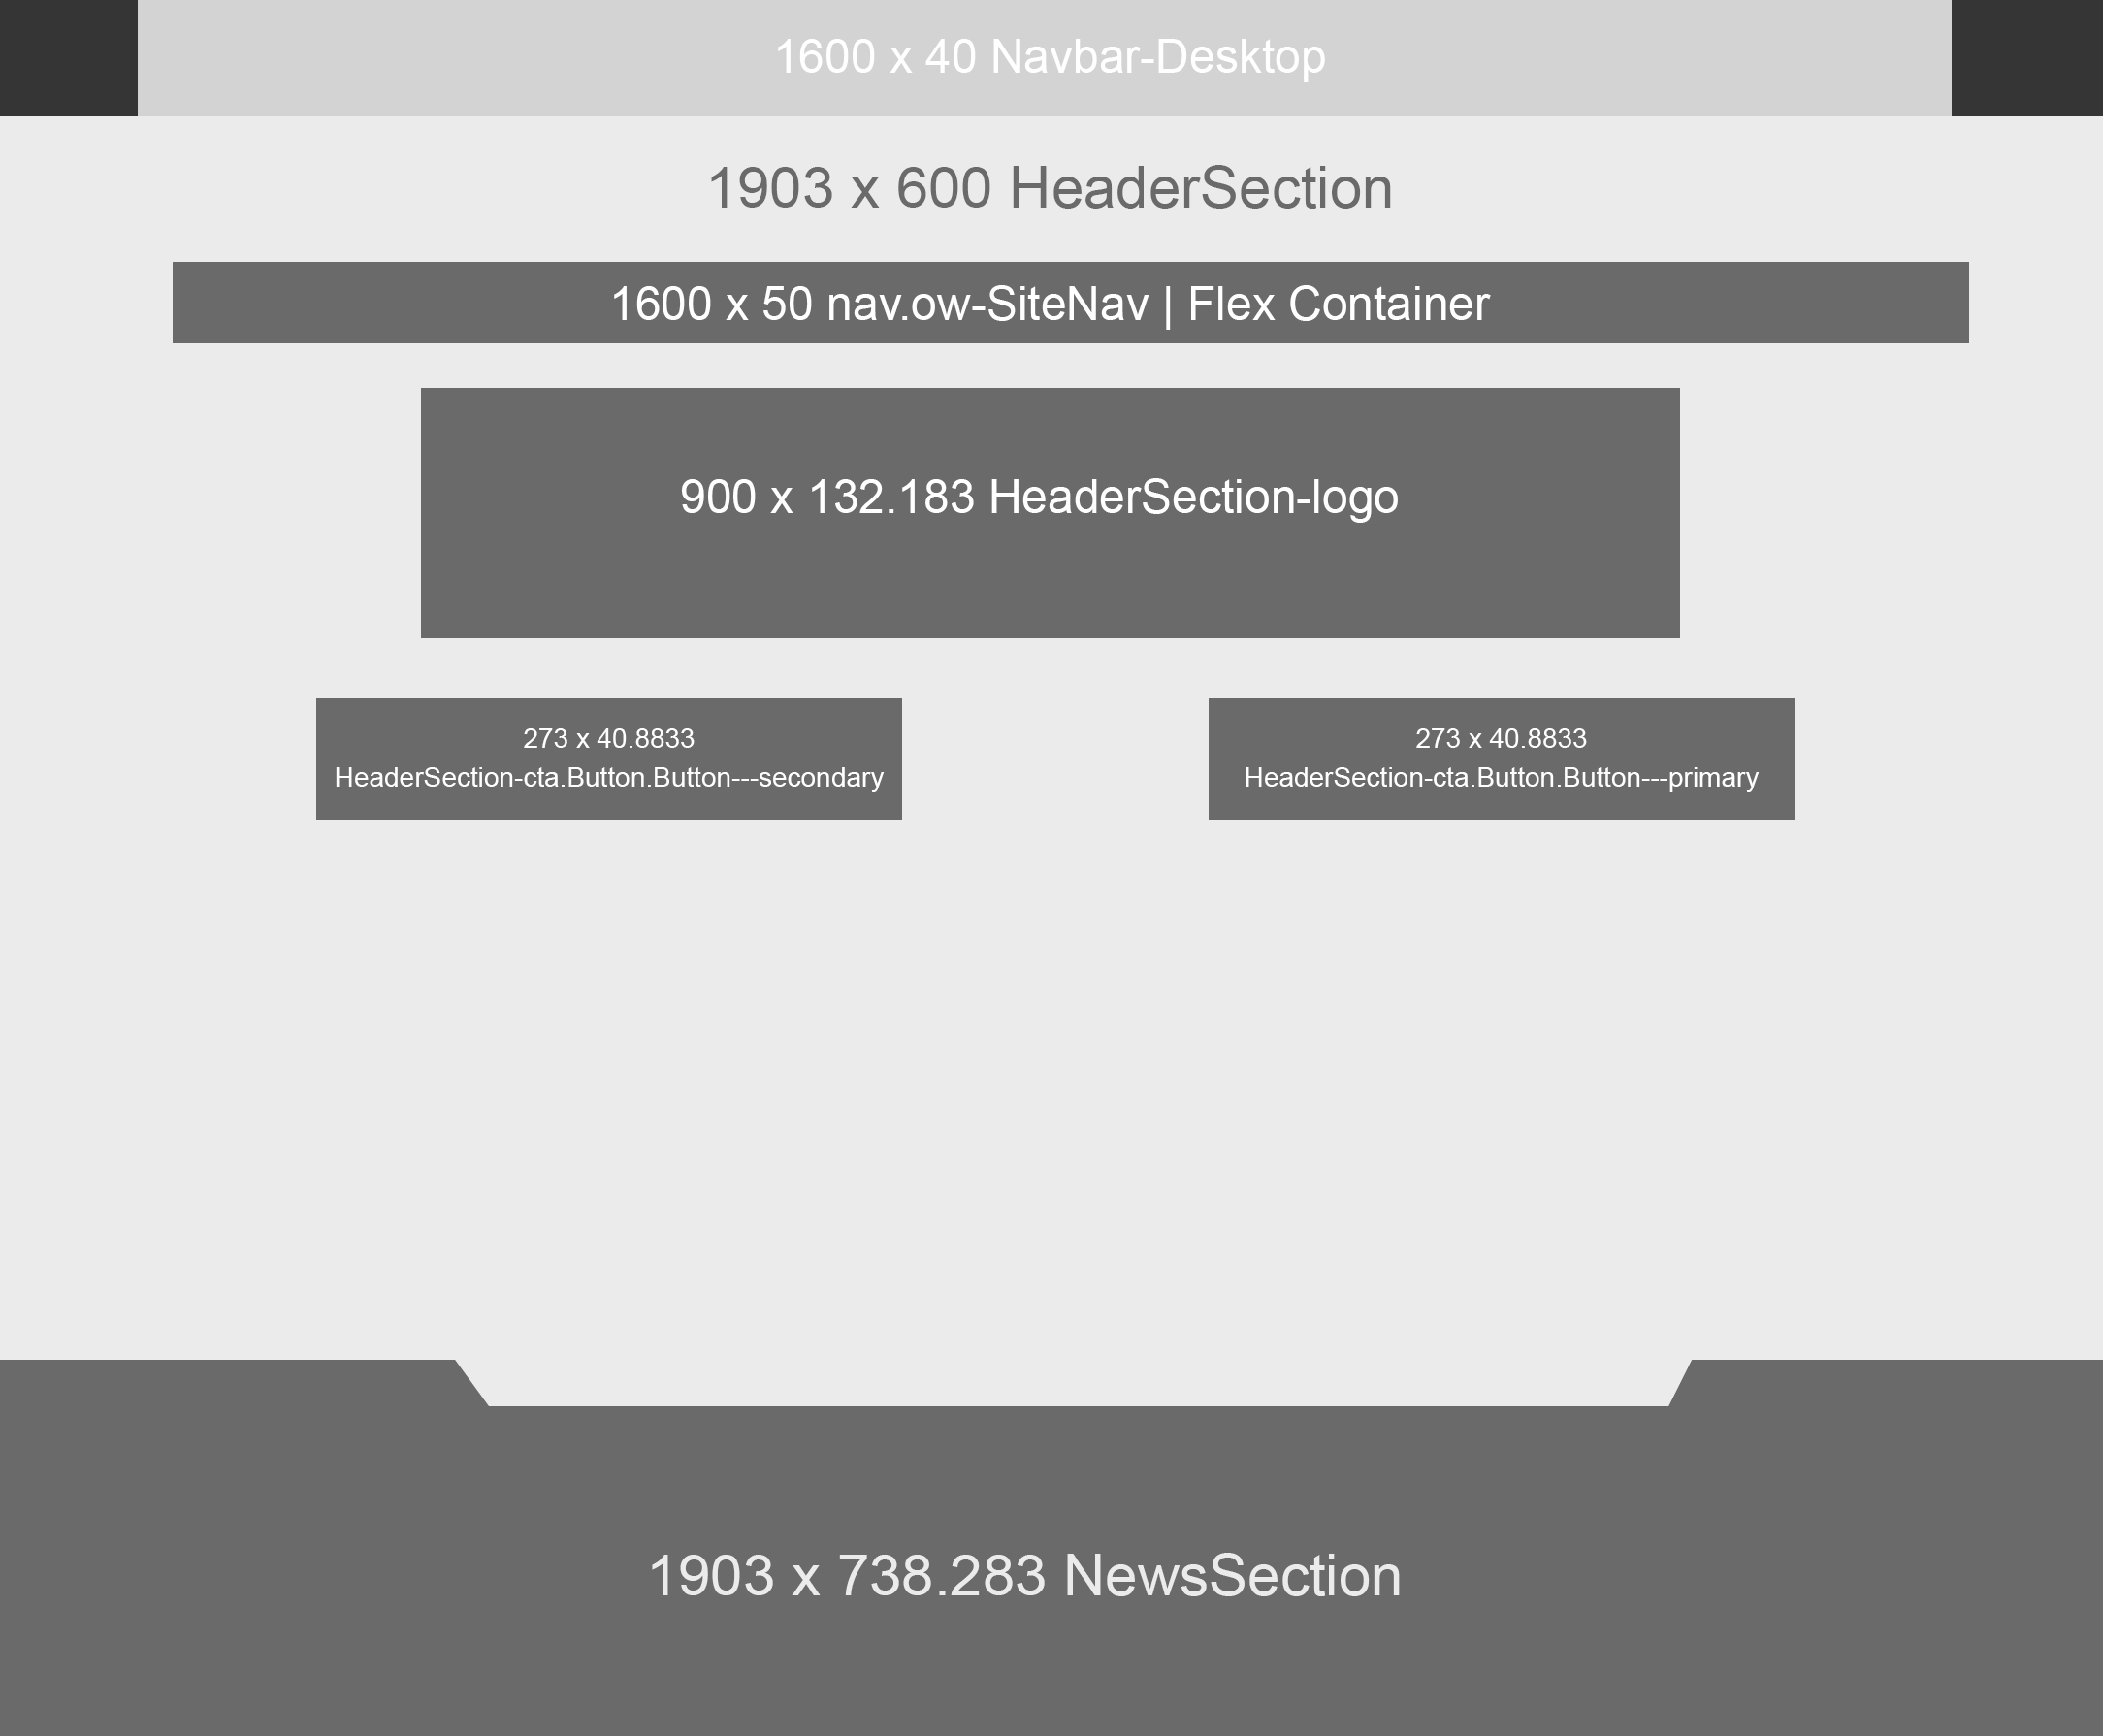 1600 x 40 Navbar-Desktop
1903 x 600 HeaderSection
1600 x 50 nav.ow-SiteNav | Flex Container
900 x 132.183 HeaderSection-logo
273 x 40.8833
HeaderSection-cta.Button.Button---secondary
273 x 40.8833
HeaderSection-cta.Button.Button---primary
1903 x 738.283 NewsSection